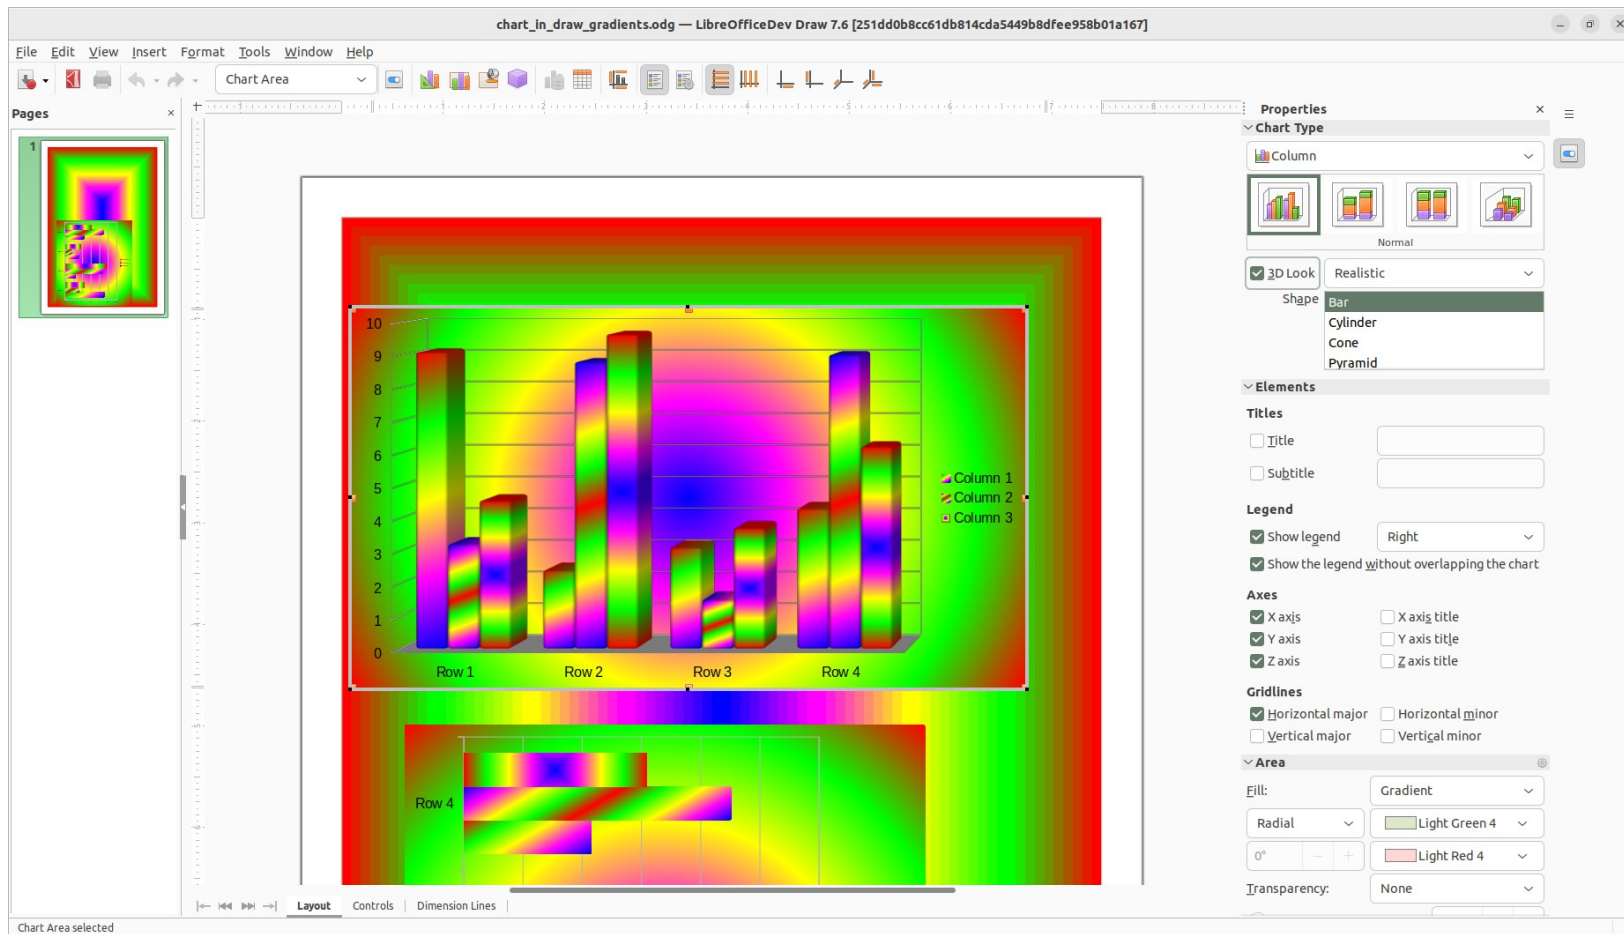 chart_in_draw_gradients.odg — LibreOfficeDev Draw 7.6 [251dd0b8cc61db814cda5449b8dfee958b01a167]
File Edit View Insert Format Tools Window Help
Chart Area
Pages
1
10
9
8
7
6
5
4
3
2
1
0
Row 1 Row 2 Row 3 Row 4
Column 1
Column 2
Column 3
Row 4
Layout Controls Dimension Lines
Chart Area selected
Properties
Chart Type
Column
Normal
3D Look Realistic
Shape Bar
Cylinder
Cone
Pyramid
Elements
Titles
Title
Subtitle
Legend
Show legend Right
Show the legend without overlapping the chart
Axes
X axis X axis title
Y axis Y axis title
Z axis Z axis title
Gridlines
Horizontal major Horizontal minor
Vertical major Vertical minor
Area
Fill: Gradient
Radial Light Green 4
0° Light Red 4
Transparency: None